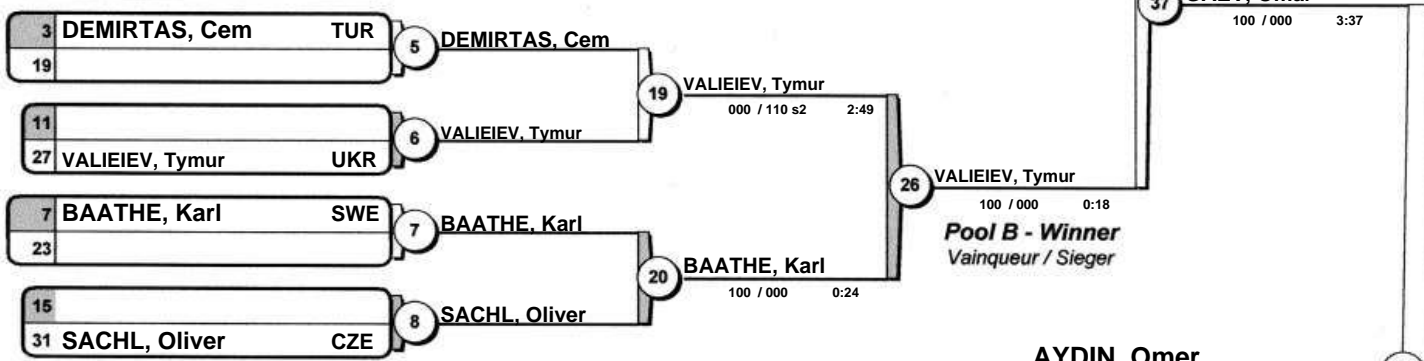 37
100 / 000 3:37
3 DEMIRTAS, Cem TUR
19
5 DEMIRTAS, Cem
19 VALIEIEV, Tymur
000 / 110 s2 2:49
11
27 VALIEIEV, Tymur UKR
6 VALIEIEV, Tymur
26 VALIEIEV, Tymur
100 / 000 0:18
Pool B - Winner
Vainqueur / Sieger
7 BAATHE, Karl SWE
23
7 BAATHE, Karl
20 BAATHE, Karl
100 / 000 0:24
15
31 SACHL, Oliver CZE
8 SACHL, Oliver
AYDIN, Omer